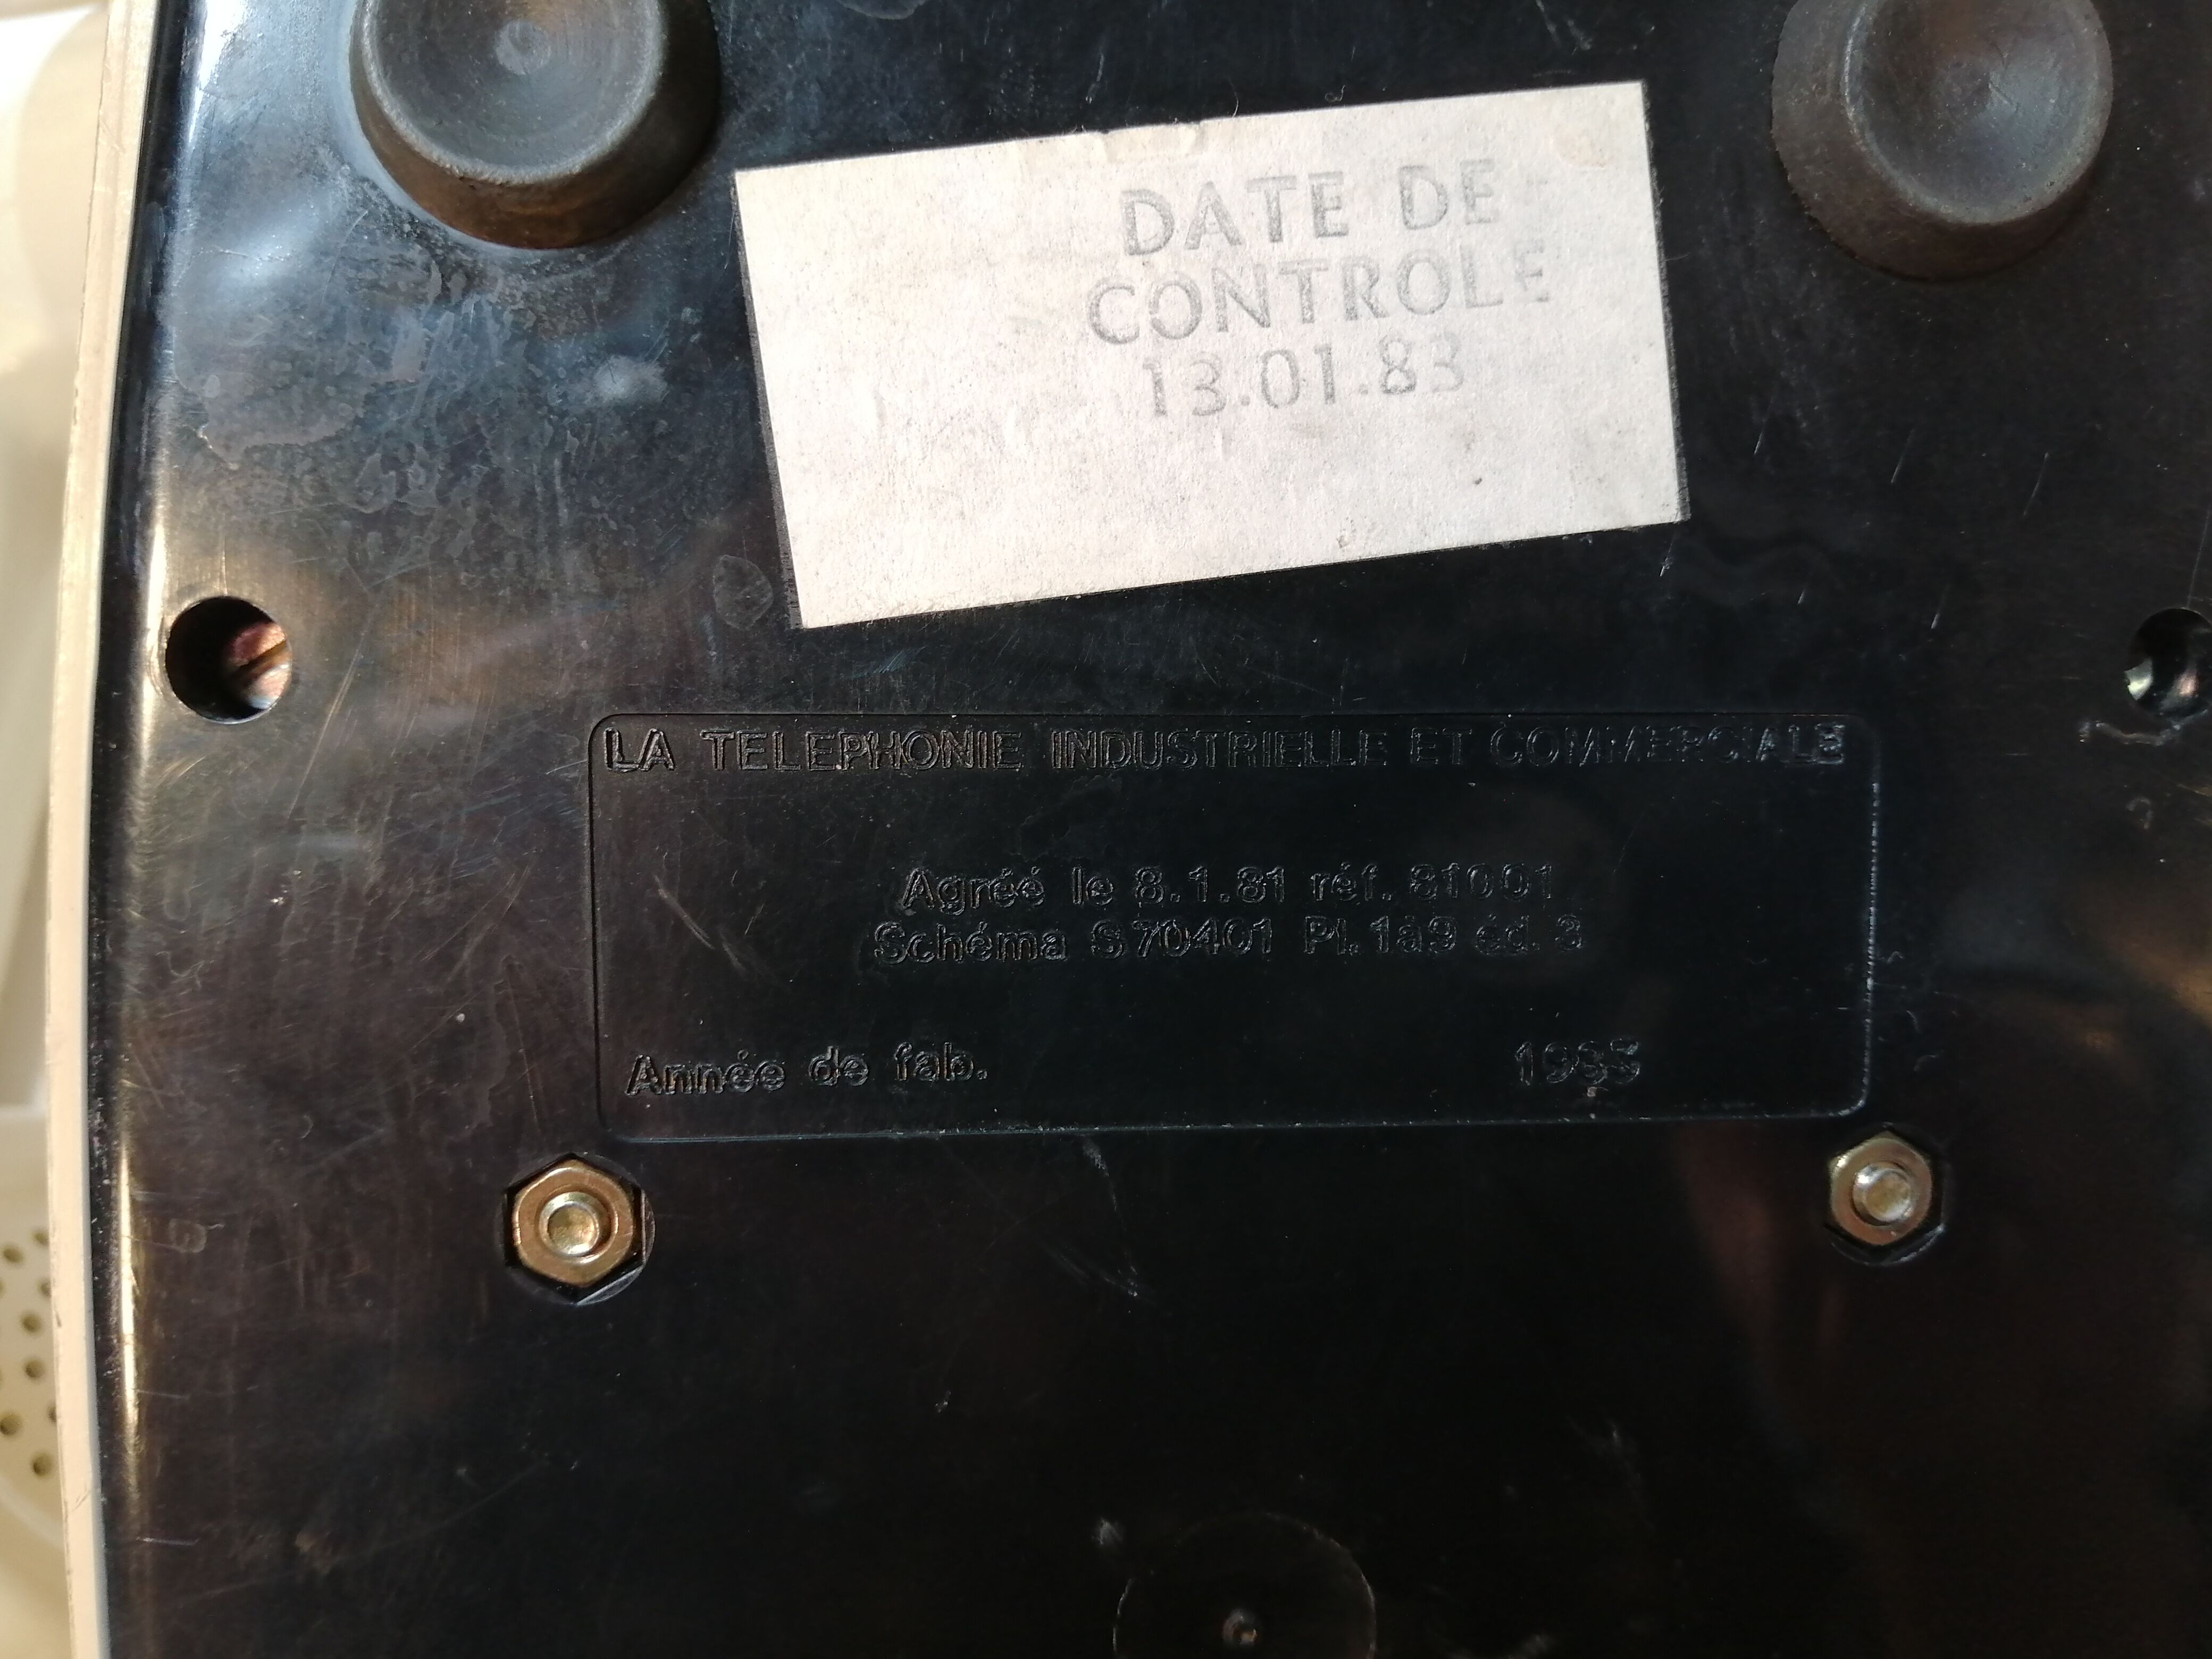 DATE DE
CONTROLE
13.01.83
LA TELEPHONIE INDUSTRIELLE ET COMMERCIALE
Agréé le 8.1.81 réf. 81001
Schéma S70401 Pl. 1à9 éd. 3
Année de fab.